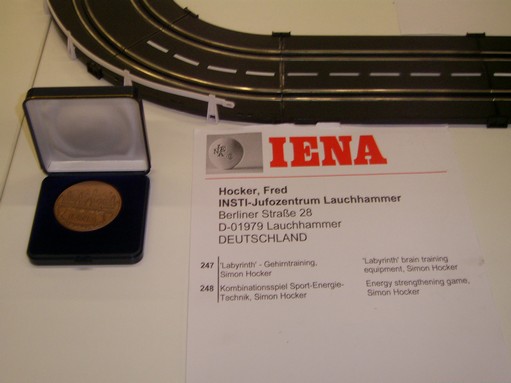 IENA
Hocker, Fred
INSTI-Jufozentrum Lauchhammer
Berliner Straße 28
D-01979 Lauchhammer
DEUTSCHLAND
247 'Labyrinth' - Gehirntraining, 'Labyrinth' brain training
Simon Hocker equipment, Simon Hocker
248 Kombinationsspiel Sport-Energie- Energy strengthening game,
Technik, Simon Hocker Simon Hocker